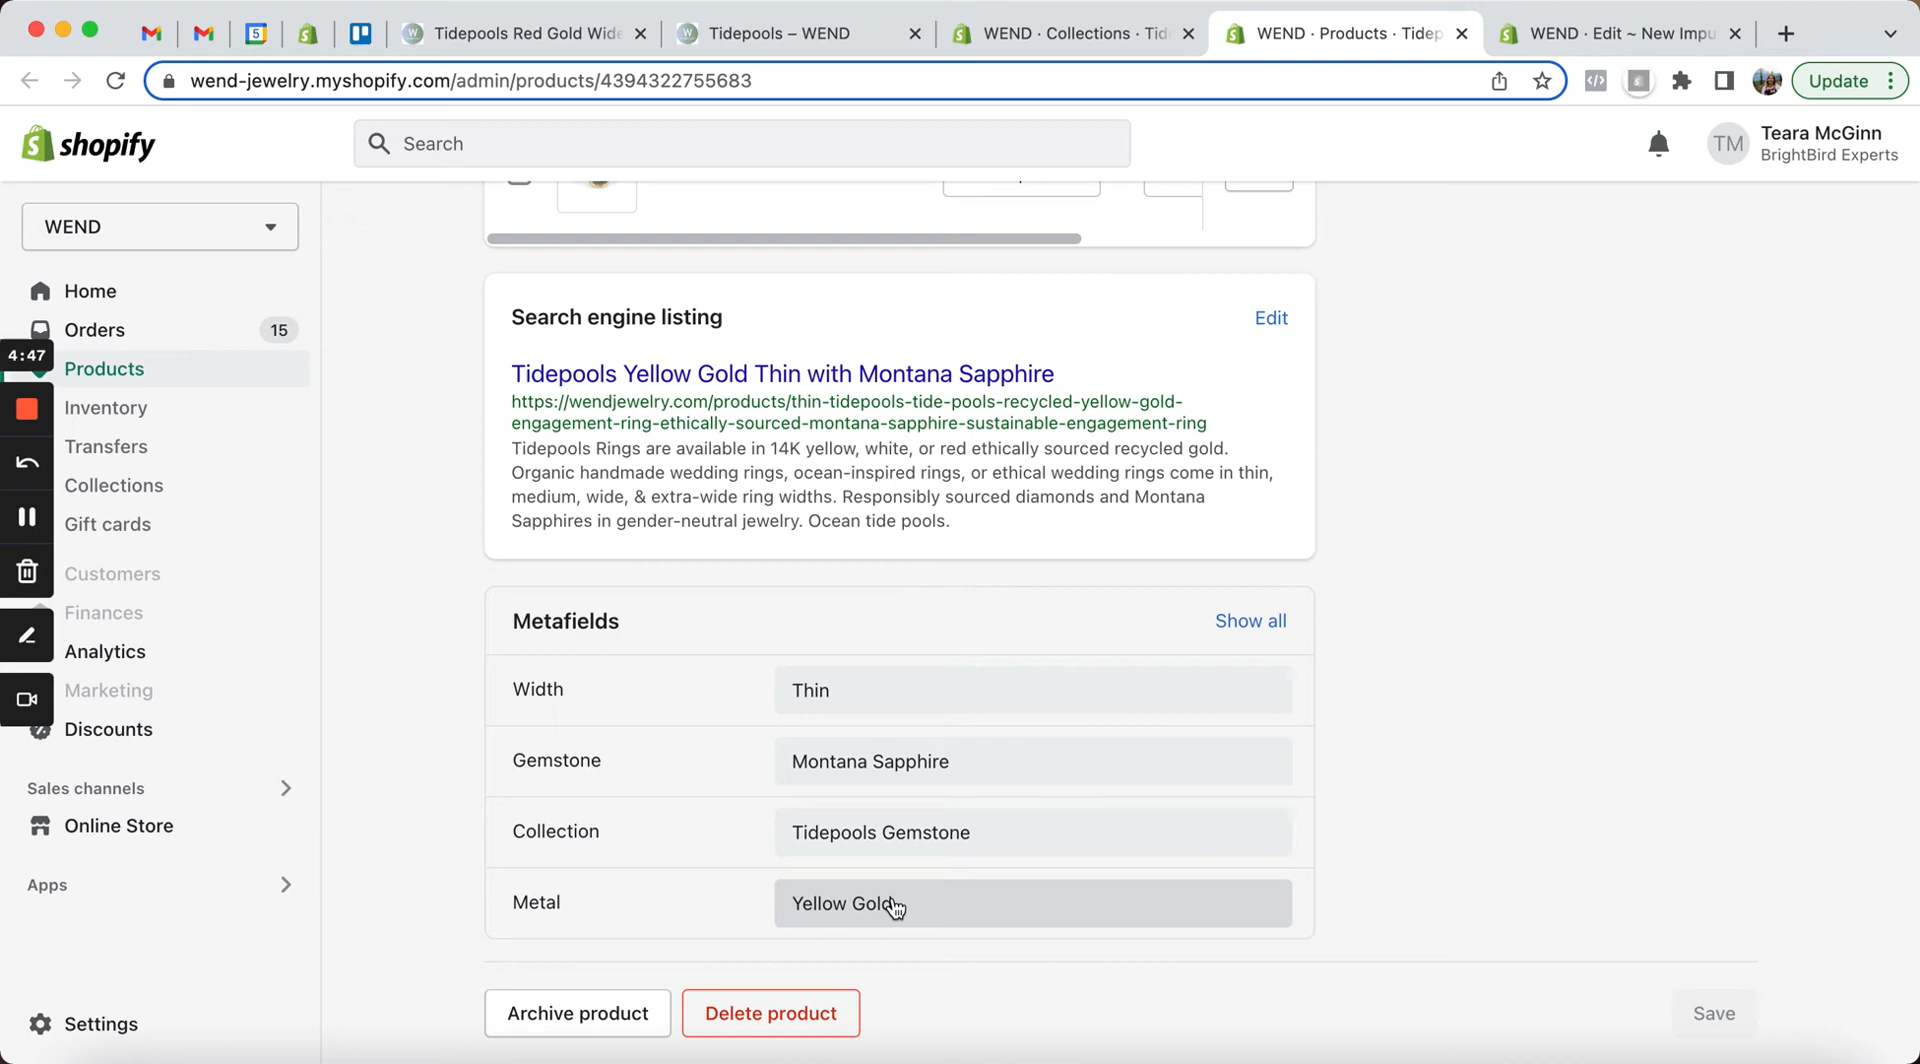 Tidepools Red Gold Wide
Tidepools – WEND
WEND · Collections · Tid
WEND · Products · Tidep
WEND · Edit ~ New Impu
5
wend-jewelry.myshopify.com/admin/products/4394322755683
Update
shopify
Search
TM
Teara McGinn
BrightBird Experts
WEND
Home
Orders 15
4:47
Products
Inventory
Transfers
Collections
Gift cards
Customers
Finances
Analytics
Marketing
Discounts
Sales channels
Online Store
Apps
Settings
Search engine listing
Edit
Tidepools Yellow Gold Thin with Montana Sapphire
https://wendjewelry.com/products/thin-tidepools-tide-pools-recycled-yellow-gold-
engagement-ring-ethically-sourced-montana-sapphire-sustainable-engagement-ring
Tidepools Rings are available in 14K yellow, white, or red ethically sourced recycled gold.
Organic handmade wedding rings, ocean-inspired rings, or ethical wedding rings come in thin,
medium, wide, & extra-wide ring widths. Responsibly sourced diamonds and Montana
Sapphires in gender-neutral jewelry. Ocean tide pools.
Metafields
Show all
Width Thin
Gemstone Montana Sapphire
Collection Tidepools Gemstone
Metal Yellow Gold
Archive product
Delete product
Save